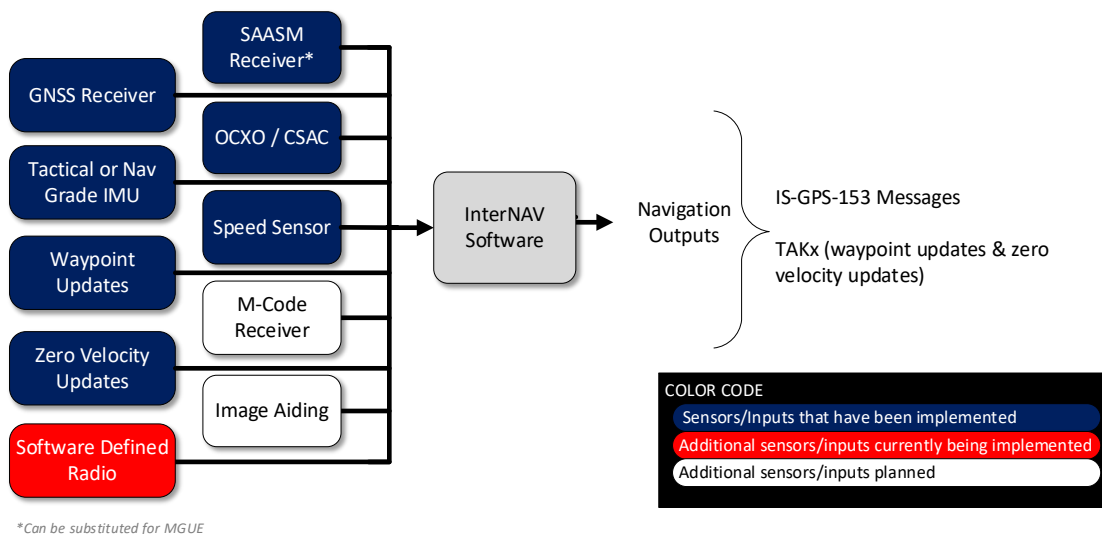 SAASM
Receiver*
GNSS Receiver
OCXO / CSAC
Tactical or Nav
Grade IMU
Speed Sensor
Waypoint
Updates
M-Code
Receiver
Zero Velocity
Updates
Image Aiding
Software Defined
Radio
InterNAV
Software
Navigation
Outputs
IS-GPS-153 Messages
TAKx (waypoint updates & zero
velocity updates)
COLOR CODE
Sensors/Inputs that have been implemented
Additional sensors/inputs currently being implemented
Additional sensors/inputs planned
*Can be substituted for MGUE